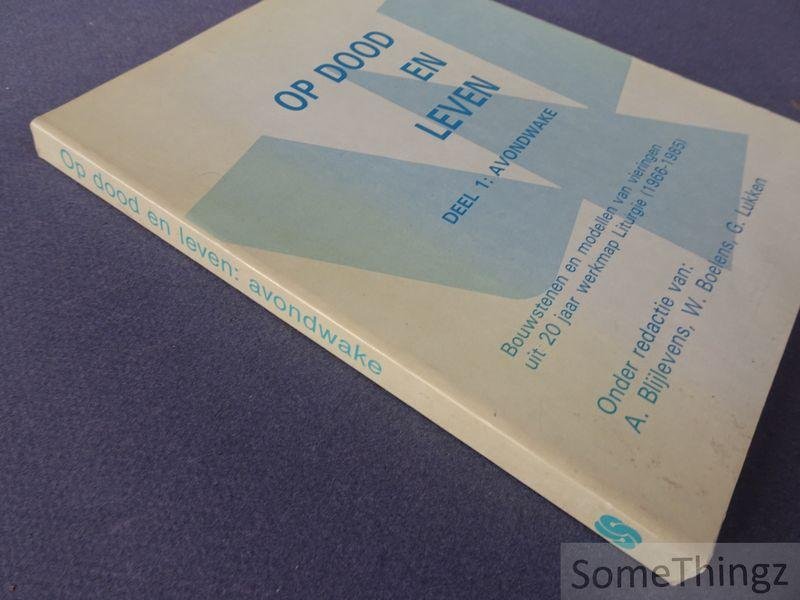 OP DOOD
EN
LEVEN
DEEL 1: AVONDWAKE
Bouwstenen en modellen van vieringen
uit 20 jaar werkmap Liturgie (1966-1985)
Onder redactie van:
A. Blijlevens, W. Boelens, G. Lukken
Op dood en leven: avondwake
SomeThingz